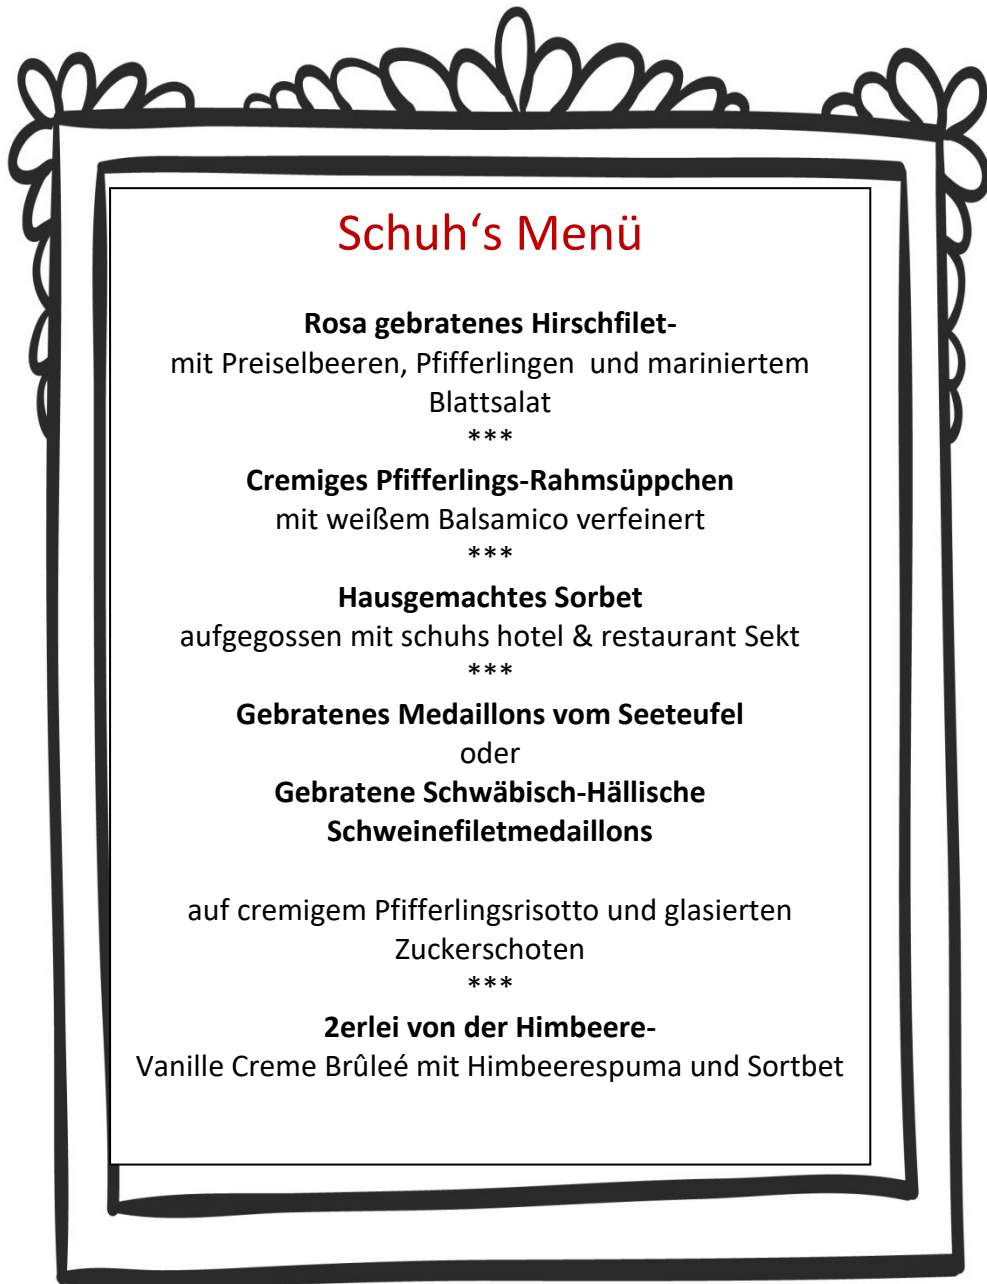 Schuh‘s Menü
Rosa gebratenes Hirschfilet-
mit Preiselbeeren, Pfifferlingen  und mariniertem
Blattsalat
***
Cremiges Pfifferlings-Rahmsüppchen
mit weißem Balsamico verfeinert
***
Hausgemachtes Sorbet
aufgegossen mit schuhs hotel & restaurant Sekt
***
Gebratenes Medaillons vom Seeteufel
oder
Gebratene Schwäbisch-Hällische
Schweinefiletmedaillons
auf cremigem Pfifferlingsrisotto und glasierten
Zuckerschoten
***
2erlei von der Himbeere-
Vanille Creme Brûleé mit Himbeerespuma und Sortbet